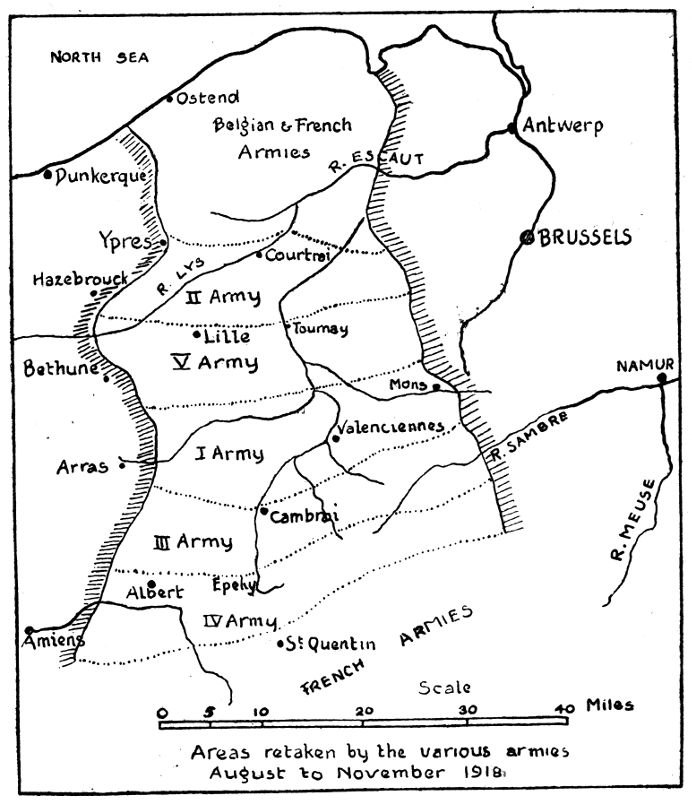 NORTH SEA
Ostend
Belgian & French
Armies
R. ESCAUT
Antwerp
Dunkerque
Ypres
BRUSSELS
Courtrai
Hazebrouck
R. LYS
II Army
Lille
Tournay
V Army
Bethune
Mons
NAMUR
Valenciennes
R. SAMBRE
I Army
Arras
Cambrai
R. MEUSE
III Army
Albert
Epehy
IV Army
Amiens
St Quentin
FRENCH ARMIES
Scale
0 5 10 20 30 40 Miles
Areas retaken by the various armies
August to November 1918.